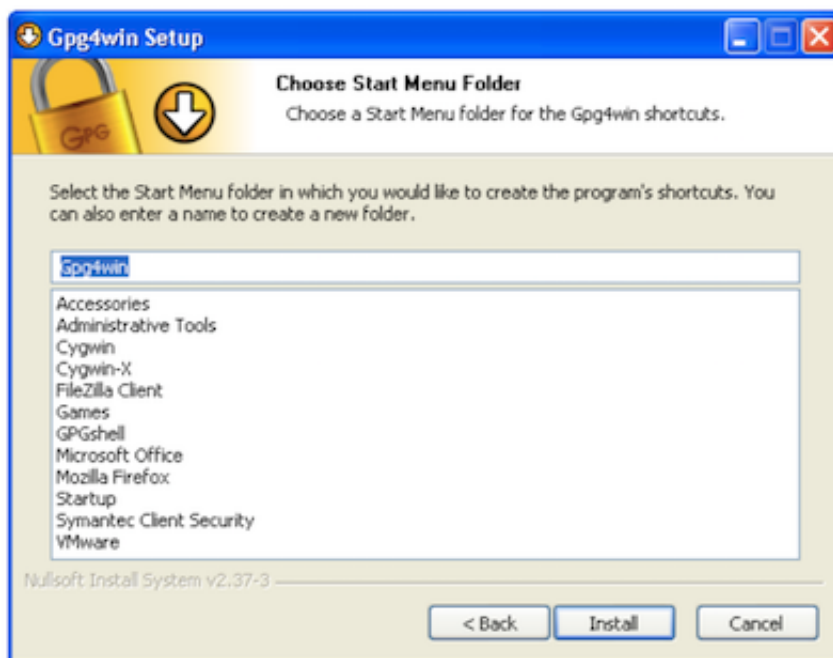 Gpg4win Setup
Choose Start Menu Folder
Choose a Start Menu folder for the Gpg4win shortcuts.
GPG
Select the Start Menu folder in which you would like to create the program's shortcuts. You
can also enter a name to create a new folder.
Gpg4win
Accessories
Administrative Tools
Cygwin
Cygwin-X
FileZilla Client
Games
GPGshell
Microsoft Office
Mozilla Firefox
Startup
Symantec Client Security
VMware
Nullsoft Install System v2.37-3
< Back Install Cancel